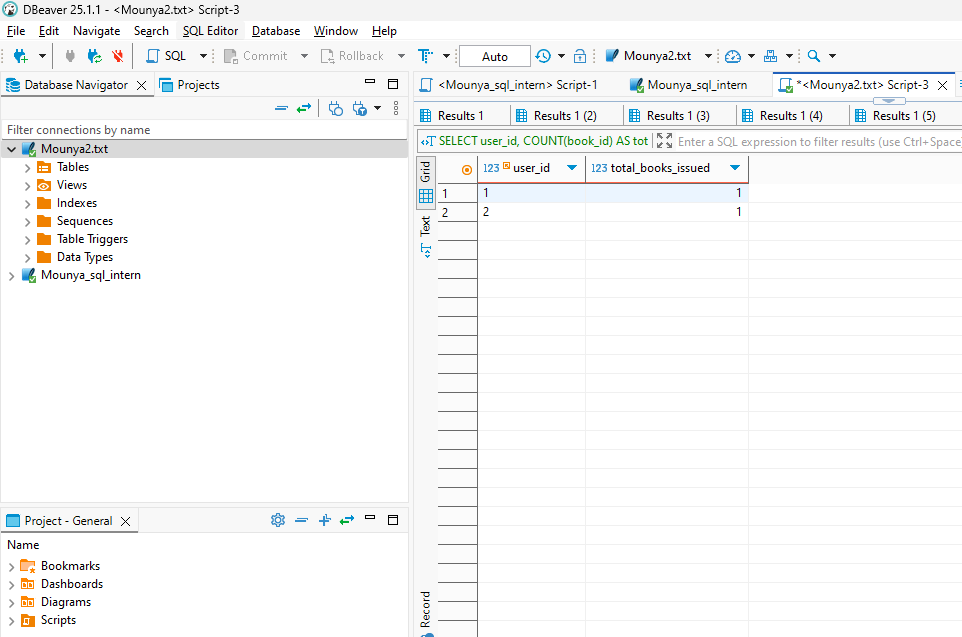 DBeaver 25.1.1 - <Mounya2.txt> Script-3
File Edit Navigate Search SQL Editor Database Window Help
SQL Commit Rollback Auto Mounya2.txt
Database Navigator Projects
Filter connections by name
Mounya2.txt
Tables
Views
Indexes
Sequences
Table Triggers
Data Types
Mounya_sql_intern
Project - General
Name
Bookmarks
Dashboards
Diagrams
Scripts
<Mounya_sql_intern> Script-1 Mounya_sql_intern *<Mounya2.txt> Script-3
Results 1 Results 1 (2) Results 1 (3) Results 1 (4) Results 1 (5)
SELECT user_id, COUNT(book_id) AS tot Enter a SQL expression to filter results (use Ctrl+Space
Grid
Text
Record
123 user_id 123 total_books_issued
1 1 1
2 2 1